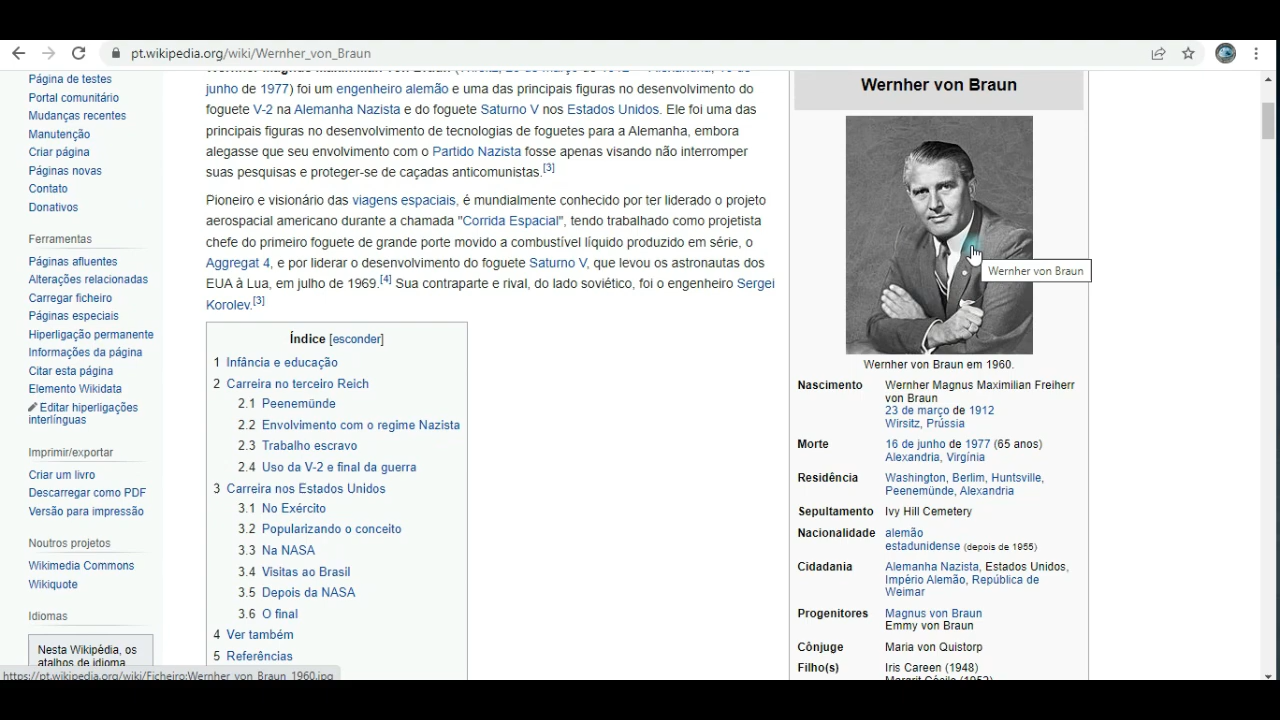 pt.wikipedia.org/wiki/Wernher_von_Braun
Página de testes
Portal comunitário
Mudanças recentes
Manutenção
Criar página
Páginas novas
Contato
Donativos
Ferramentas
Páginas afluentes
Alterações relacionadas
Carregar ficheiro
Páginas especiais
Hiperligação permanente
Informações da página
Citar esta página
Elemento Wikidata
Editar hiperligações
interlínguas
Imprimir/exportar
Criar um livro
Descarregar como PDF
Versão para impressão
Noutros projetos
Wikimedia Commons
Wikiquote
Idiomas
Nesta Wikipédia, os
atalhos de idioma
https://pt.wikipedia.org/wiki/Ficheiro:Wernher_von_Braun_1960.jpg
junho de 1977) foi um engenheiro alemão e uma das principais figuras no desenvolvimento do
foguete V-2 na Alemanha Nazista e do foguete Saturno V nos Estados Unidos. Ele foi uma das
principais figuras no desenvolvimento de tecnologias de foguetes para a Alemanha, embora
alegasse que seu envolvimento com o Partido Nazista fosse apenas visando não interromper
suas pesquisas e proteger-se de caçadas anticomunistas.[3]
Pioneiro e visionário das viagens espaciais, é mundialmente conhecido por ter liderado o projeto
aerospacial americano durante a chamada "Corrida Espacial", tendo trabalhado como projetista
chefe do primeiro foguete de grande porte movido a combustível líquido produzido em série, o
Aggregat 4, e por liderar o desenvolvimento do foguete Saturno V, que levou os astronautas dos
EUA à Lua, em julho de 1969.[4] Sua contraparte e rival, do lado soviético, foi o engenheiro Sergei
Korolev.[3]
Índice [esconder]
1 Infância e educação
2 Carreira no terceiro Reich
2.1 Peenemünde
2.2 Envolvimento com o regime Nazista
2.3 Trabalho escravo
2.4 Uso da V-2 e final da guerra
3 Carreira nos Estados Unidos
3.1 No Exército
3.2 Popularizando o conceito
3.3 Na NASA
3.4 Visitas ao Brasil
3.5 Depois da NASA
3.6 O final
4 Ver também
5 Referências
Wernher von Braun
Wernher von Braun
Wernher von Braun em 1960.
Nascimento Wernher Magnus Maximilian Freiherr
von Braun
23 de março de 1912
Wirsitz, Prússia
Morte 16 de junho de 1977 (65 anos)
Alexandria, Virgínia
Residência Washington, Berlim, Huntsville,
Peenemünde, Alexandria
Sepultamento Ivy Hill Cemetery
Nacionalidade alemão
estadunidense (depois de 1955)
Cidadania Alemanha Nazista, Estados Unidos,
Império Alemão, República de
Weimar
Progenitores Magnus von Braun
Emmy von Braun
Cônjuge Maria von Quistorp
Filho(s) Iris Careen (1948)